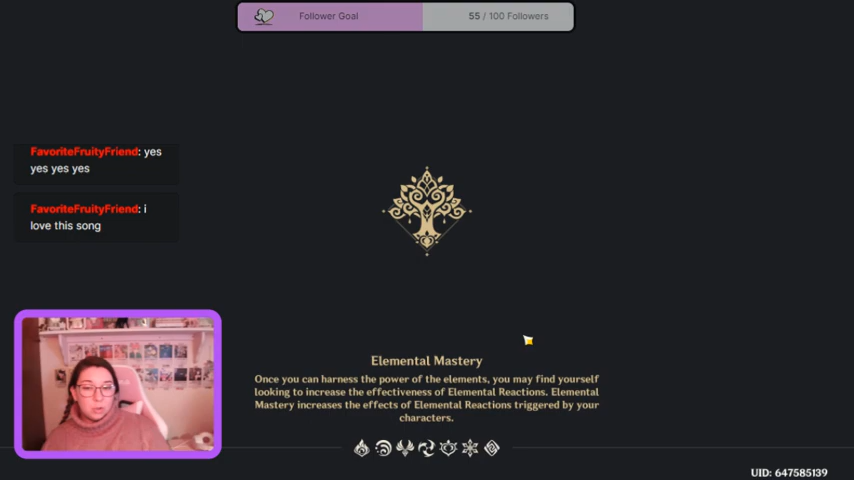 Follower Goal
55 / 100 Followers
FavoriteFruityFriend: yes
yes yes yes
FavoriteFruityFriend: i
love this song
Elemental Mastery
Once you can harness the power of the elements, you may find yourself
looking to increase the effectiveness of Elemental Reactions. Elemental
Mastery increases the effects of Elemental Reactions triggered by your
characters.
UID: 647585139